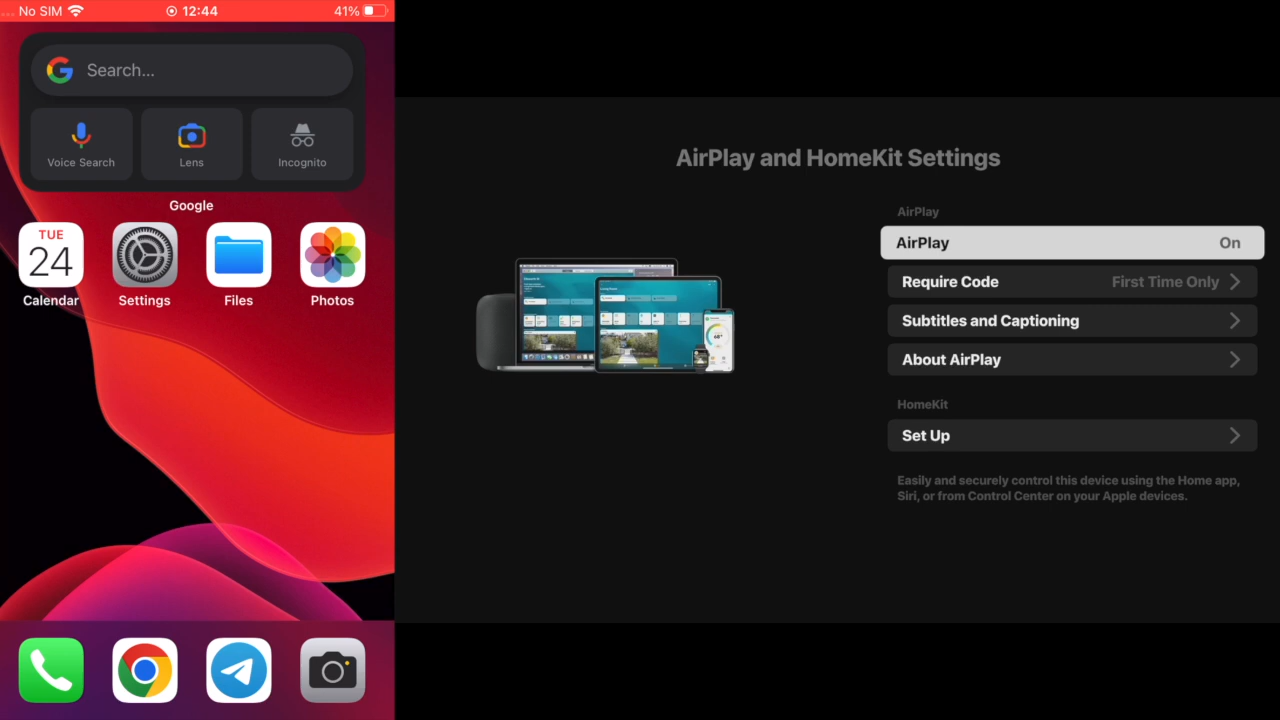 No SIM
12:44
41%
Search...
Voice Search
Lens
Incognito
Google
TUE
24
Calendar
Settings
Files
Photos
AirPlay and HomeKit Settings
AirPlay
AirPlay On
Require Code First Time Only
Subtitles and Captioning
About AirPlay
HomeKit
Set Up
Easily and securely control this device using the Home app,
Siri, or from Control Center on your Apple devices.